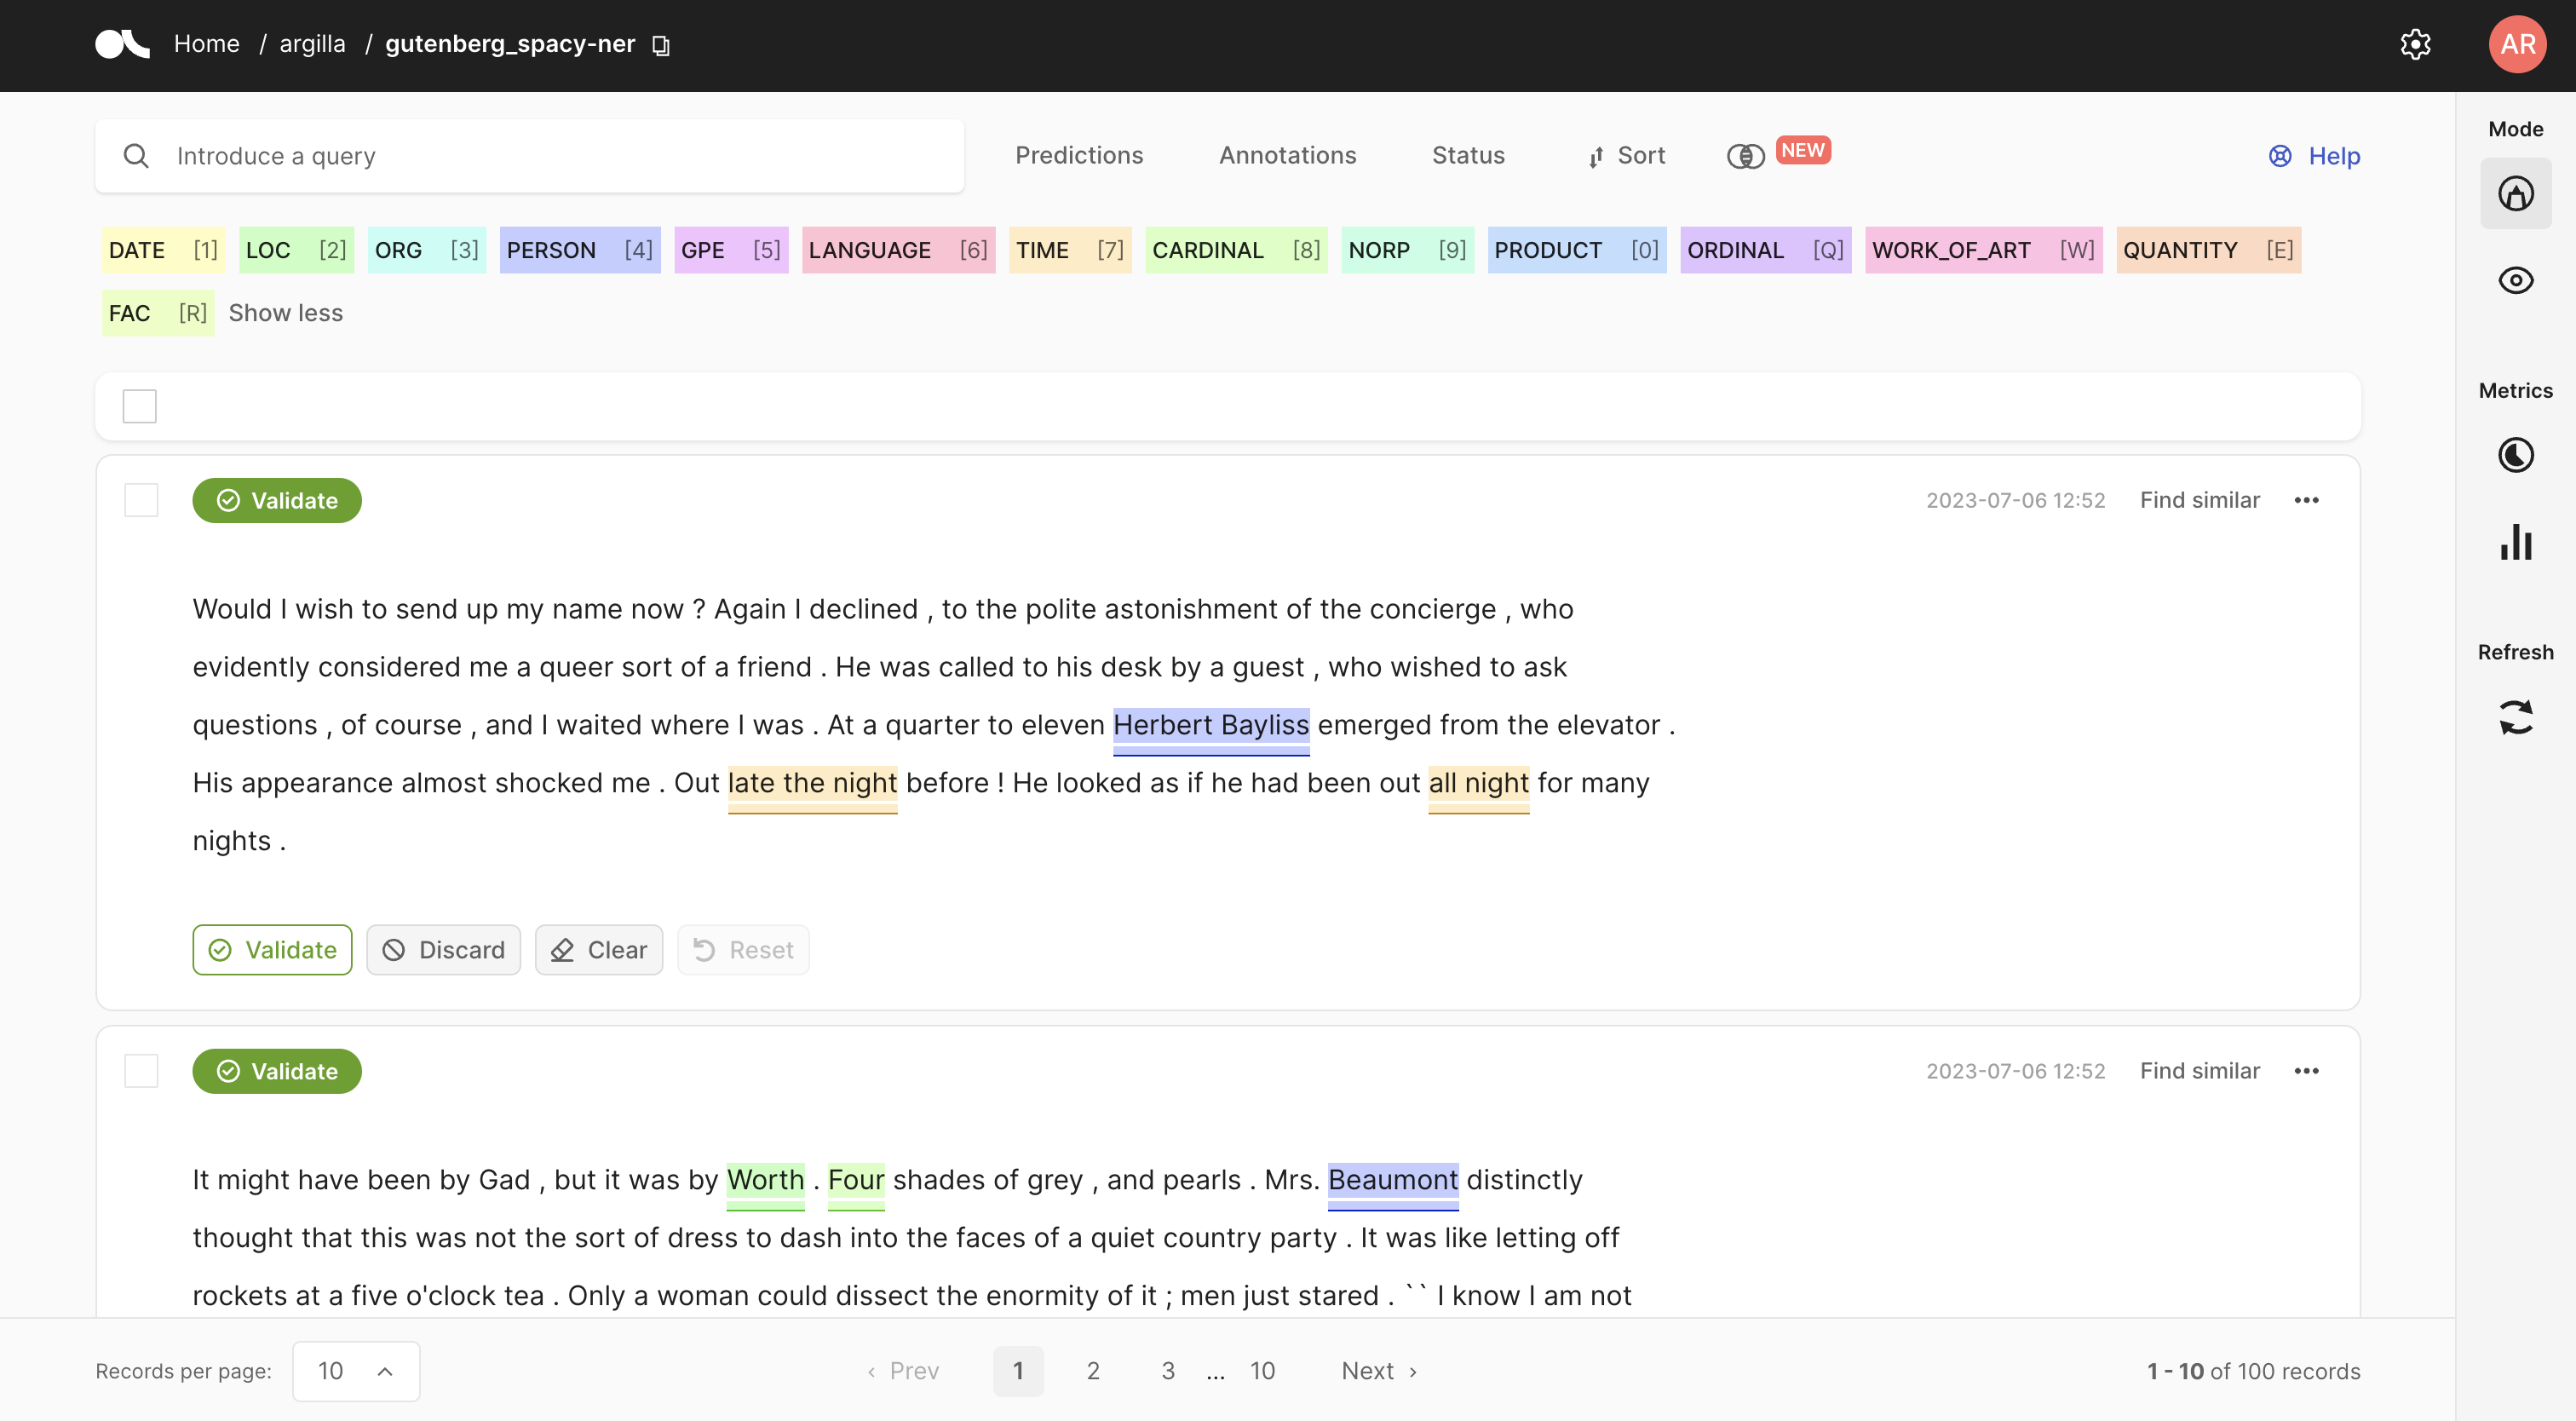 Home / argilla / gutenberg_spacy-ner
AR
Introduce a query
Predictions Annotations Status Sort NEW Help
Mode
DATE [1] LOC [2] ORG [3] PERSON [4] GPE [5] LANGUAGE [6] TIME [7] CARDINAL [8] NORP [9] PRODUCT [0] ORDINAL [Q] WORK_OF_ART [W] QUANTITY [E]
FAC [R] Show less
Metrics
Validate 2023-07-06 12:52 Find similar
Would I wish to send up my name now ? Again I declined , to the polite astonishment of the concierge , who
evidently considered me a queer sort of a friend . He was called to his desk by a guest , who wished to ask
questions , of course , and I waited where I was . At a quarter to eleven Herbert Bayliss emerged from the elevator .
His appearance almost shocked me . Out late the night before ! He looked as if he had been out all night for many
nights .
Refresh
Validate Discard Clear Reset
Validate 2023-07-06 12:52 Find similar
It might have been by Gad , but it was by Worth . Four shades of grey , and pearls . Mrs. Beaumont distinctly
thought that this was not the sort of dress to dash into the faces of a quiet country party . It was like letting off
rockets at a five o'clock tea . Only a woman could dissect the enormity of it ; men just stared . `` I know I am not
Records per page: 10 ‹ Prev 1 2 3 ... 10 Next › 1 - 10 of 100 records